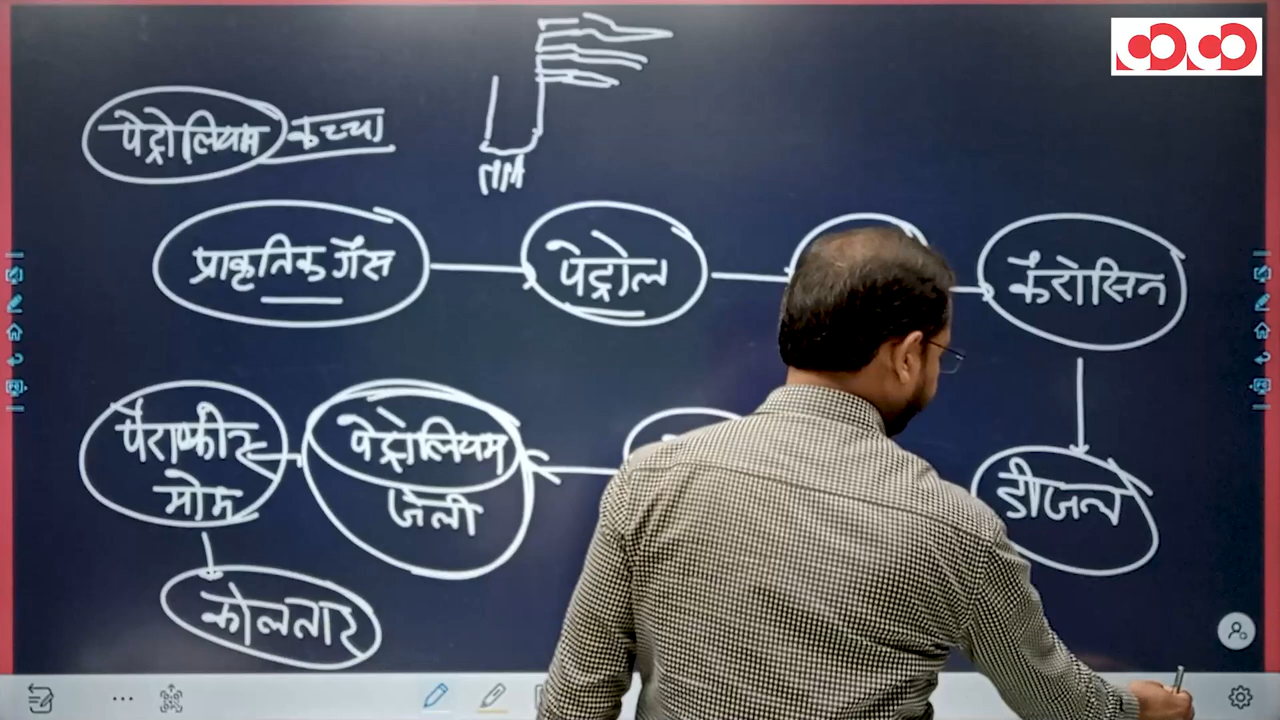 पेट्रोलियम कच्चा
प्राकृतिक गैस
पेट्रोल
कैरोसिन
पैराफीन
मोम
पेट्रोलियम
जेली
डीजल
कोलतार